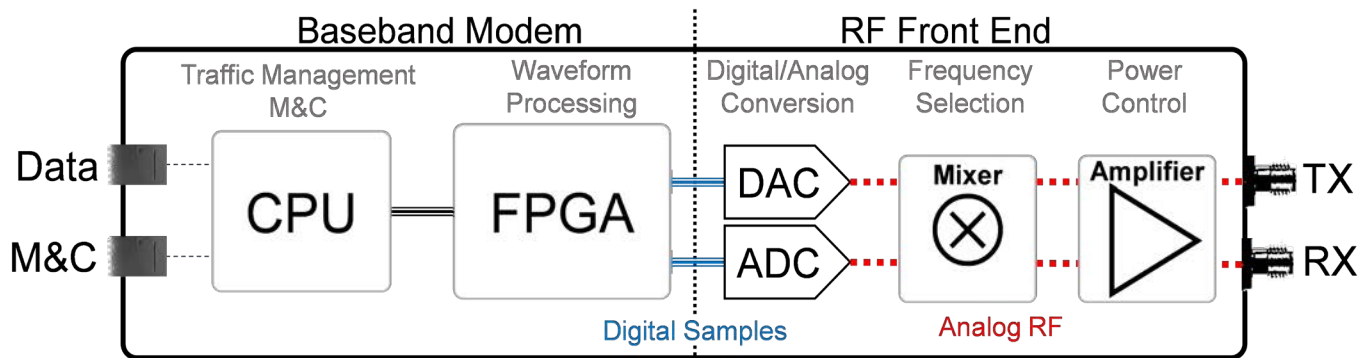 Baseband Modem
RF Front End
Traffic Management
M&C
Waveform
Processing
Digital/Analog
Conversion
Frequency
Selection
Power
Control
Data
M&C
CPU
FPGA
DAC
ADC
Mixer
Amplifier
TX
RX
Digital Samples
Analog RF